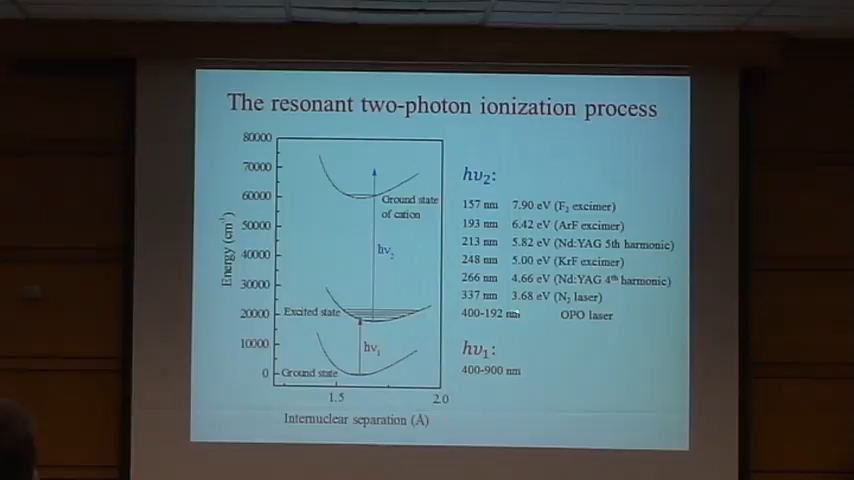 The resonant two-photon ionization process
80000
70000
60000
50000
40000
30000
20000
10000
0
Energy (cm⁻¹)
Ground state
of cation
hν₂
Excited state
hν₁
Ground state
1.5
2.0
Internuclear separation (Å)
hυ₂:
157 nm 7.90 eV (F₂ excimer)
193 nm 6.42 eV (ArF excimer)
213 nm 5.82 eV (Nd:YAG 5th harmonic)
248 nm 5.00 eV (KrF excimer)
266 nm 4.66 eV (Nd:YAG 4th harmonic)
337 nm 3.68 eV (N₂ laser)
400-192 nm OPO laser
hυ₁:
400-900 nm